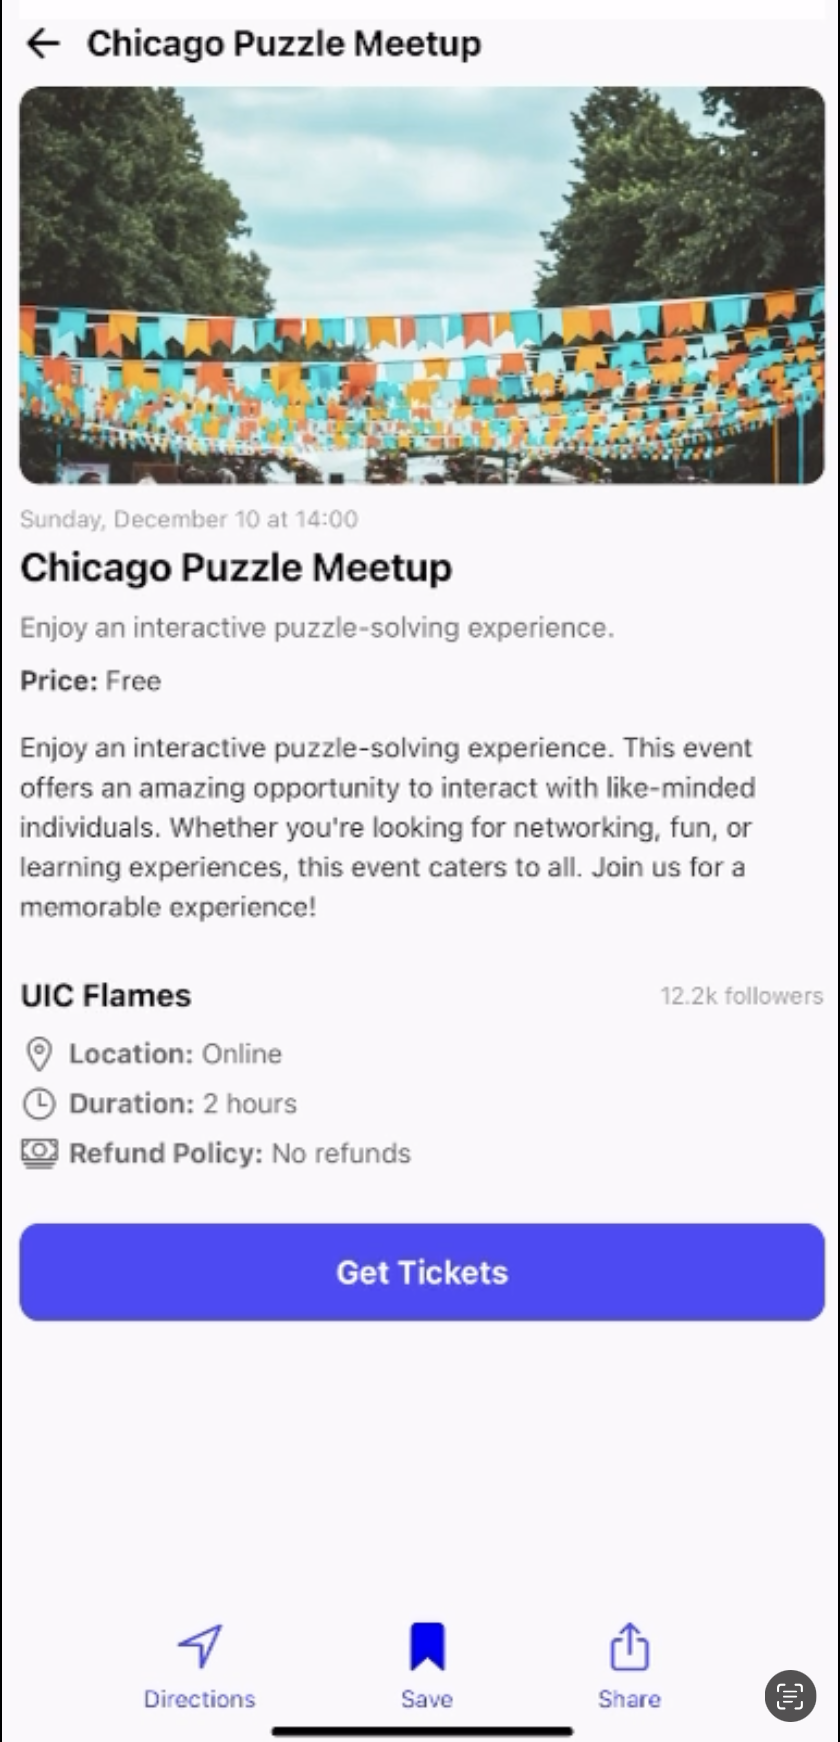 Chicago Puzzle Meetup
Sunday, December 10 at 14:00
Chicago Puzzle Meetup
Enjoy an interactive puzzle-solving experience.
Price: Free
Enjoy an interactive puzzle-solving experience. This event
offers an amazing opportunity to interact with like-minded
individuals. Whether you're looking for networking, fun, or
learning experiences, this event caters to all. Join us for a
memorable experience!
UIC Flames 12.2k followers
Location: Online
Duration: 2 hours
Refund Policy: No refunds
Get Tickets
Directions Save Share